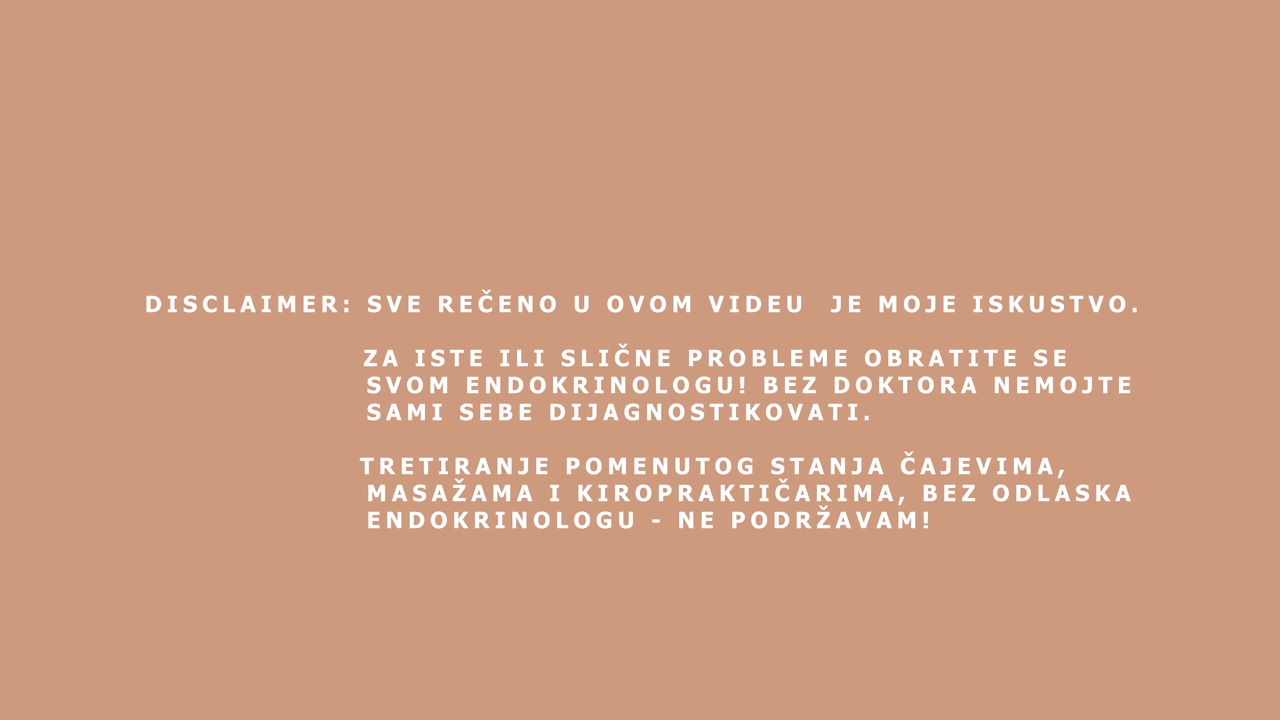 DISCLAIMER: SVE REČENO U OVOM VIDEU JE MOJE ISKUSTVO.
ZA ISTE ILI SLIČNE PROBLEME OBRATITE SE
SVOM ENDOKRINOLOGU! BEZ DOKTORA NEMOJTE
SAMI SEBE DIJAGNOSTIKOVATI.
TRETIRANJE POMENUTOG STANJA ČAJEVIMA,
MASAŽAMA I KIROPRAKTIČARIMA, BEZ ODLASKA
ENDOKRINOLOGU - NE PODRŽAVAM!